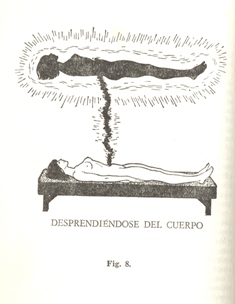 DESPRENDIÉNDOSE DEL CUERPO
Fig. 8.